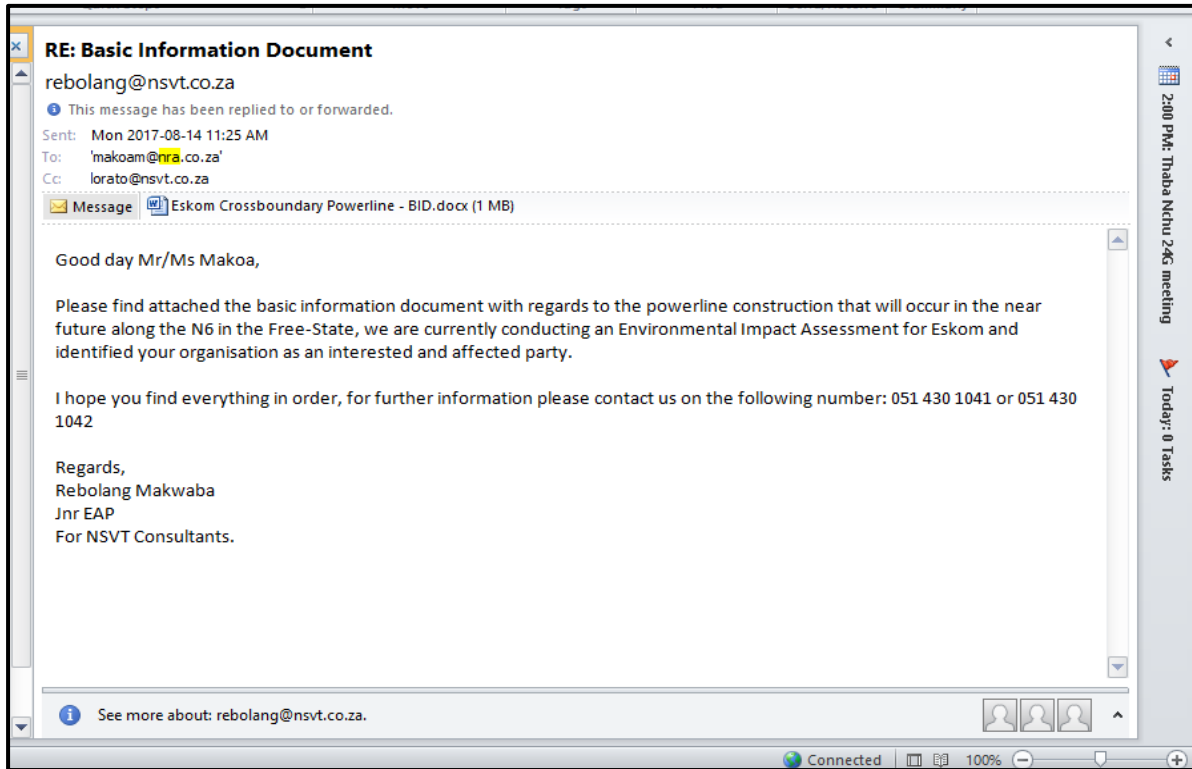 RE: Basic Information Document
rebolang@nsvt.co.za
This message has been replied to or forwarded.
Sent: Mon 2017-08-14 11:25 AM
To: 'makoam@nra.co.za'
Cc: lorato@nsvt.co.za
Message Eskom Crossboundary Powerline - BID.docx (1 MB)
Good day Mr/Ms Makoa,
Please find attached the basic information document with regards to the powerline construction that will occur in the near
future along the N6 in the Free-State, we are currently conducting an Environmental Impact Assessment for Eskom and
identified your organisation as an interested and affected party.
I hope you find everything in order, for further information please contact us on the following number: 051 430 1041 or 051 430
1042
Regards,
Rebolang Makwaba
Jnr EAP
For NSVT Consultants.
See more about: rebolang@nsvt.co.za.
2:00 PM: Thaba Nchu 24G meeting
Today: 0 Tasks
Connected 100%